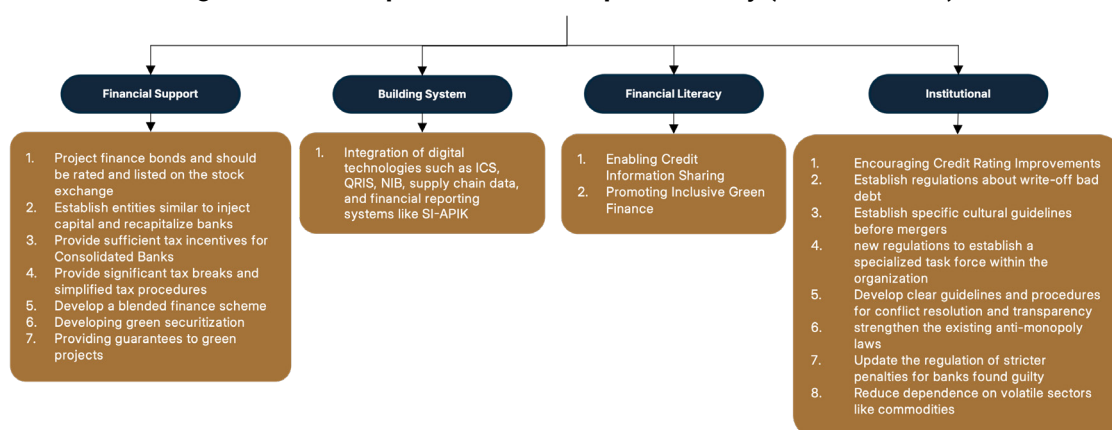 Financial Support
Building System
Financial Literacy
Institutional
1. Project finance bonds and should
be rated and listed on the stock
exchange
2. Establish entities similar to inject
capital and recapitalize banks
3. Provide sufficient tax incentives for
Consolidated Banks
4. Provide significant tax breaks and
simplified tax procedures
5. Develop a blended finance scheme
6. Developing green securitization
7. Providing guarantees to green
projects
1. Integration of digital
technologies such as ICS,
QRIS, NIB, supply chain data,
and financial reporting
systems like SI-APIK
1. Enabling Credit
Information Sharing
2. Promoting Inclusive Green
Finance
1. Encouraging Credit Rating Improvements
2. Establish regulations about write-off bad
debt
3. Establish specific cultural guidelines
before mergers
4. new regulations to establish a
specialized task force within the
organization
5. Develop clear guidelines and procedures
for conflict resolution and transparency
6. strengthen the existing anti-monopoly
laws
7. Update the regulation of stricter
penalties for banks found guilty
8. Reduce dependence on volatile sectors
like commodities